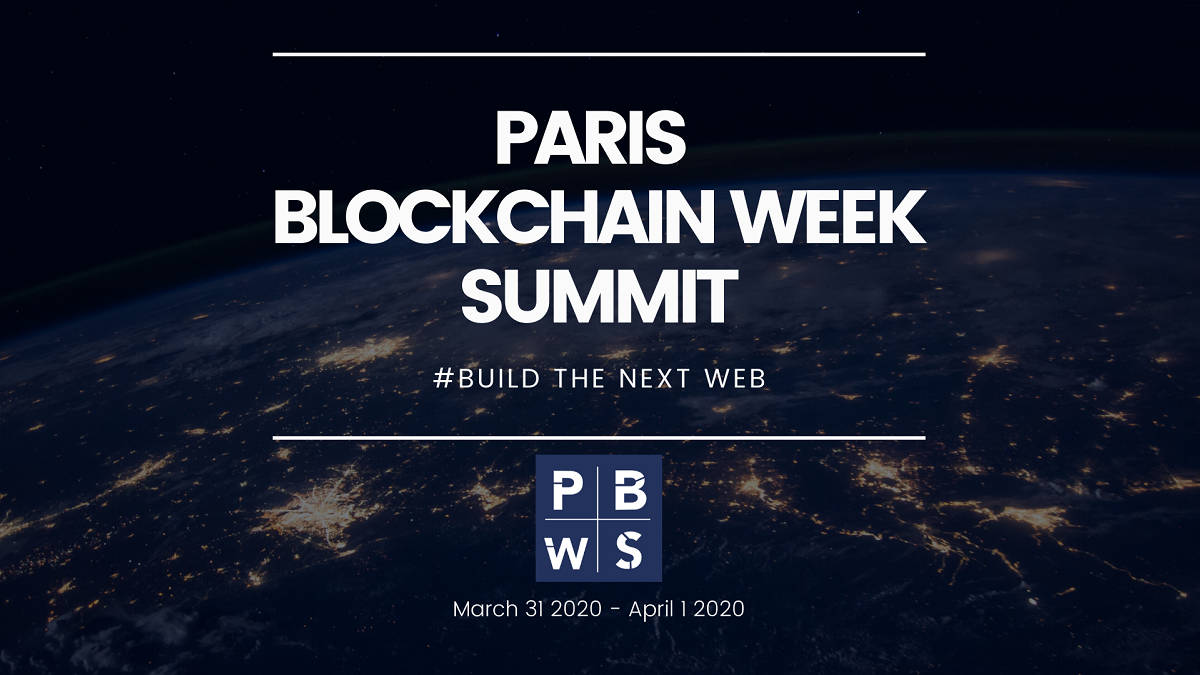 PARIS
BLOCKCHAIN WEEK
SUMMIT
#BUILD THE NEXT WEB
P B
W S
March 31 2020 - April 1 2020